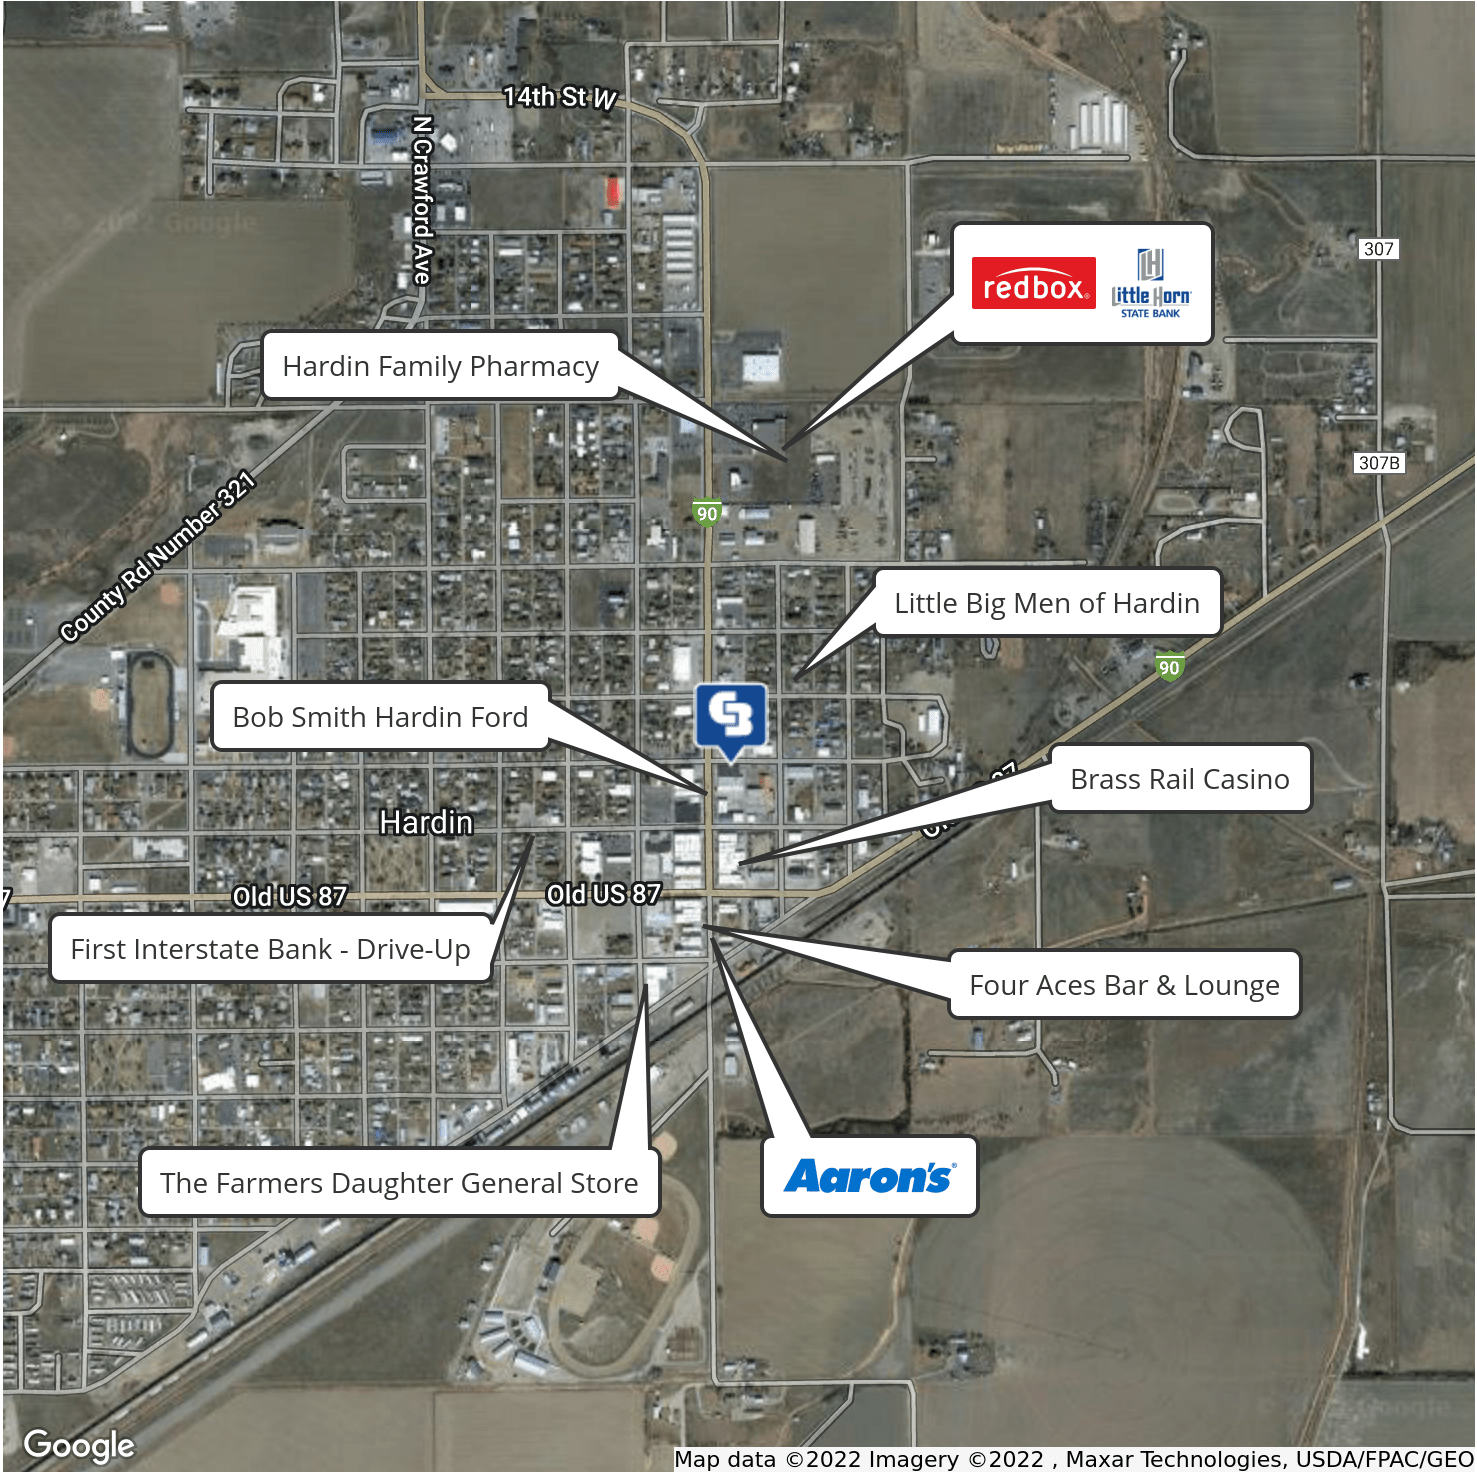 14th St W
N Crawford Ave
© 2022 Google
307
redbox.
Little Horn
STATE BANK
Hardin Family Pharmacy
307B
County Rd Number 321
90
Little Big Men of Hardin
90
Bob Smith Hardin Ford
Brass Rail Casino
Hardin
Old US 87
Old US 87
First Interstate Bank - Drive-Up
Four Aces Bar & Lounge
The Farmers Daughter General Store
Aaron's
Google
Map data ©2022 Imagery ©2022 , Maxar Technologies, USDA/FPAC/GEO